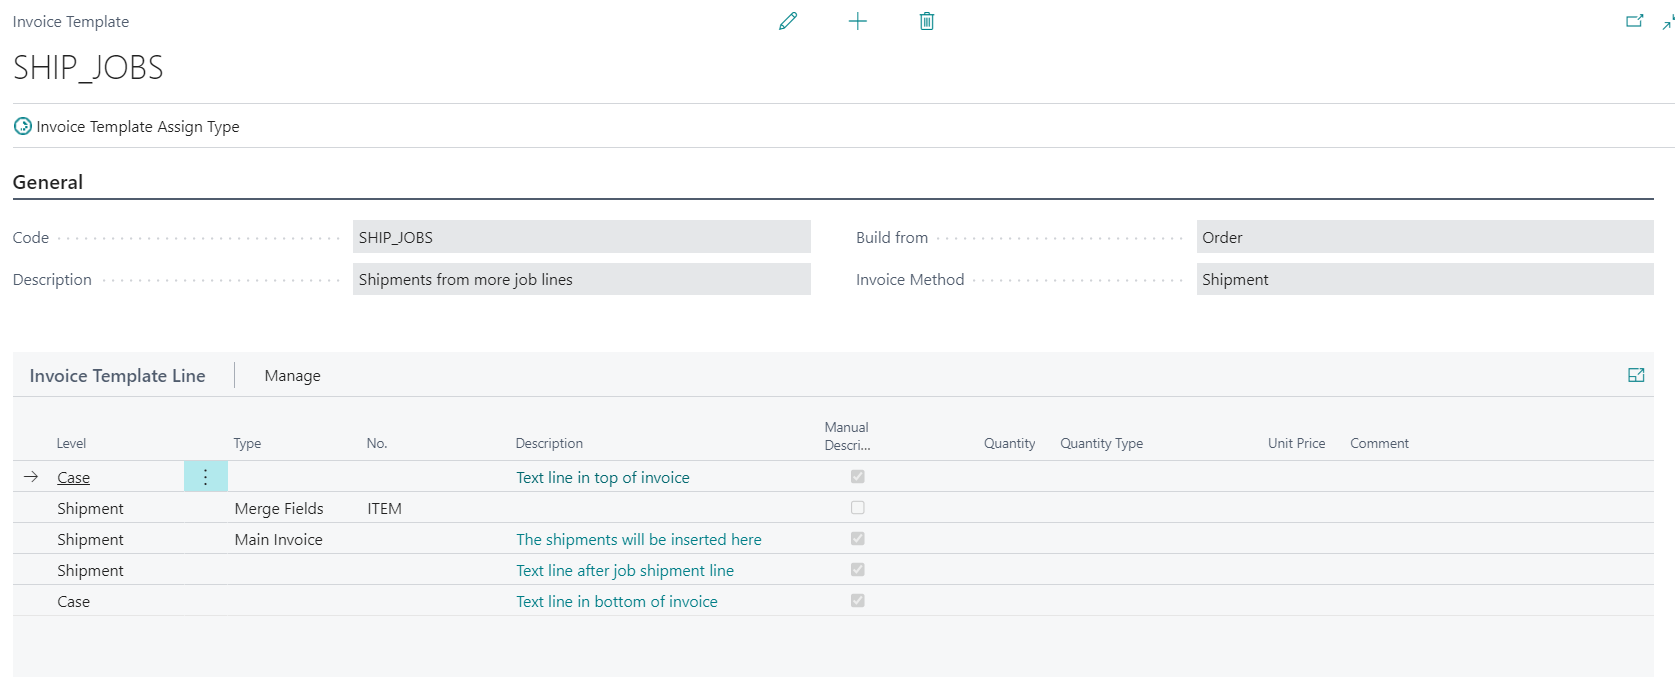 Invoice Template
SHIP_JOBS
Invoice Template Assign Type
General
Code SHIP_JOBS Build from Order
Description Shipments from more job lines Invoice Method Shipment
Invoice Template Line Manage
Level Type No. Description Manual Descri... Quantity Quantity Type Unit Price Comment
Case Text line in top of invoice
Shipment Merge Fields ITEM
Shipment Main Invoice The shipments will be inserted here
Shipment Text line after job shipment line
Case Text line in bottom of invoice